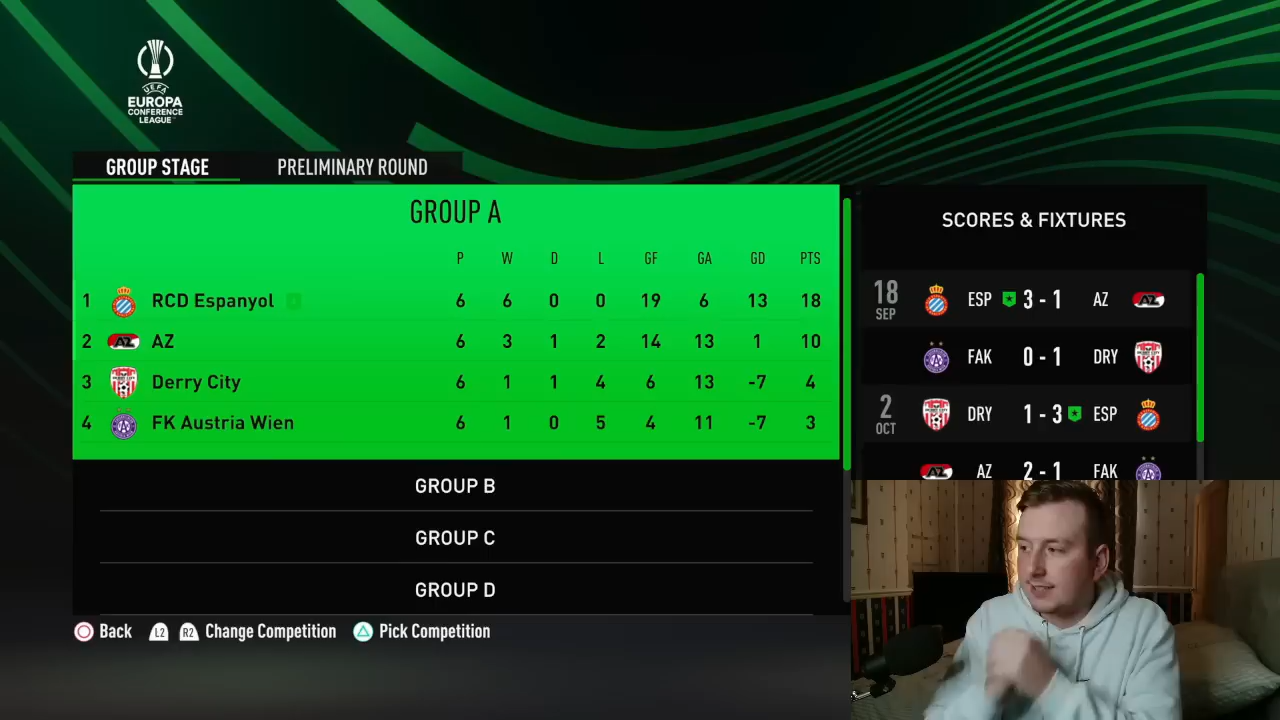 UEFA
EUROPA
CONFERENCE
LEAGUE
GROUP STAGE PRELIMINARY ROUND
GROUP A
P W D L GF GA GD PTS
1 RCD Espanyol 6 6 0 0 19 6 13 18
2 AZ 6 3 1 2 14 13 1 10
3 Derry City 6 1 1 4 6 13 -7 4
4 FK Austria Wien 6 1 0 5 4 11 -7 3
GROUP B
GROUP C
GROUP D
SCORES & FIXTURES
18 SEP ESP 3 - 1 AZ
FAK 0 - 1 DRY
2 OCT DRY 1 - 3 ESP
AZ 2 - 1 FAK
Back L2 R2 Change Competition Pick Competition